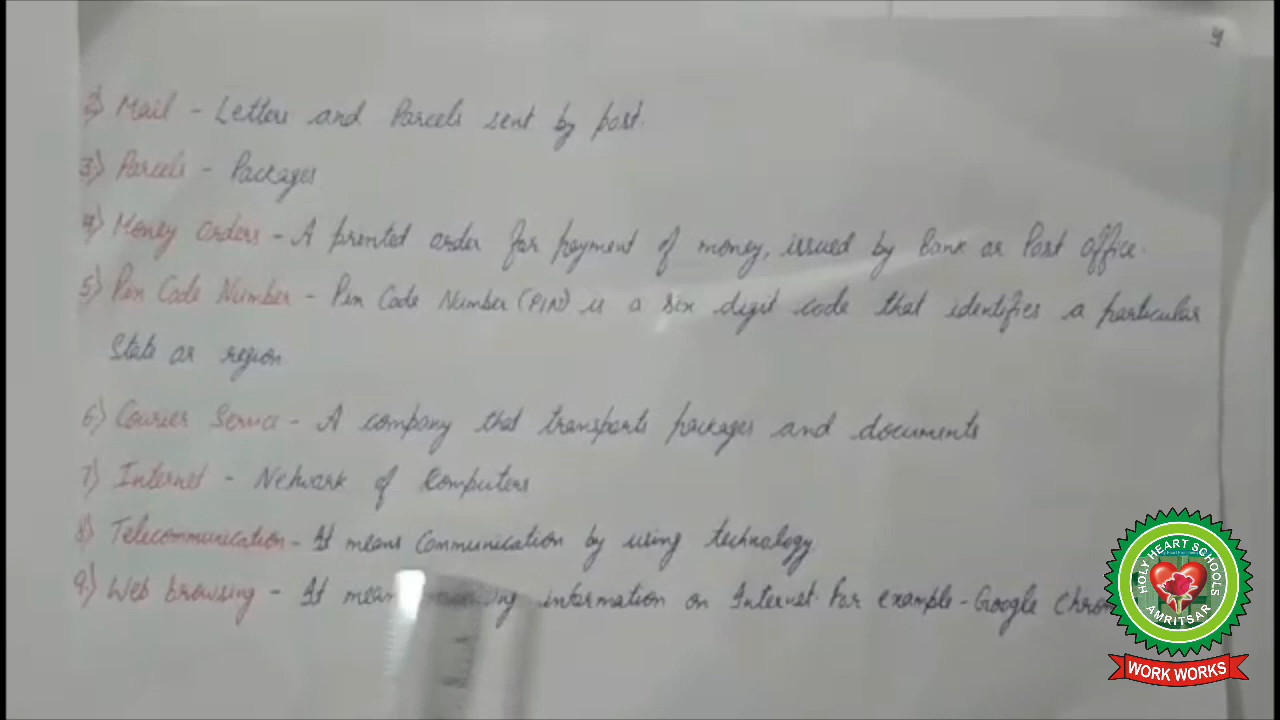 4
2) Mail - Letters and Parcels sent by post.
3) Parcels - Packages
4) Money Orders - A printed order for payment of money, issued by Bank or Post Office.
5) Pin Code Number - Pin Code Number (PIN) is a six digit code that identifies a particular
State or region
6) Courier Service - A company that transports packages and documents
7) Internet - Network of Computers
8) Telecommunication - It means Communication by using technology
9) Web browsing - It means information on Internet. For example - Google
HOLY HEART SCHOOLS
AMRITSAR
WORK WORKS